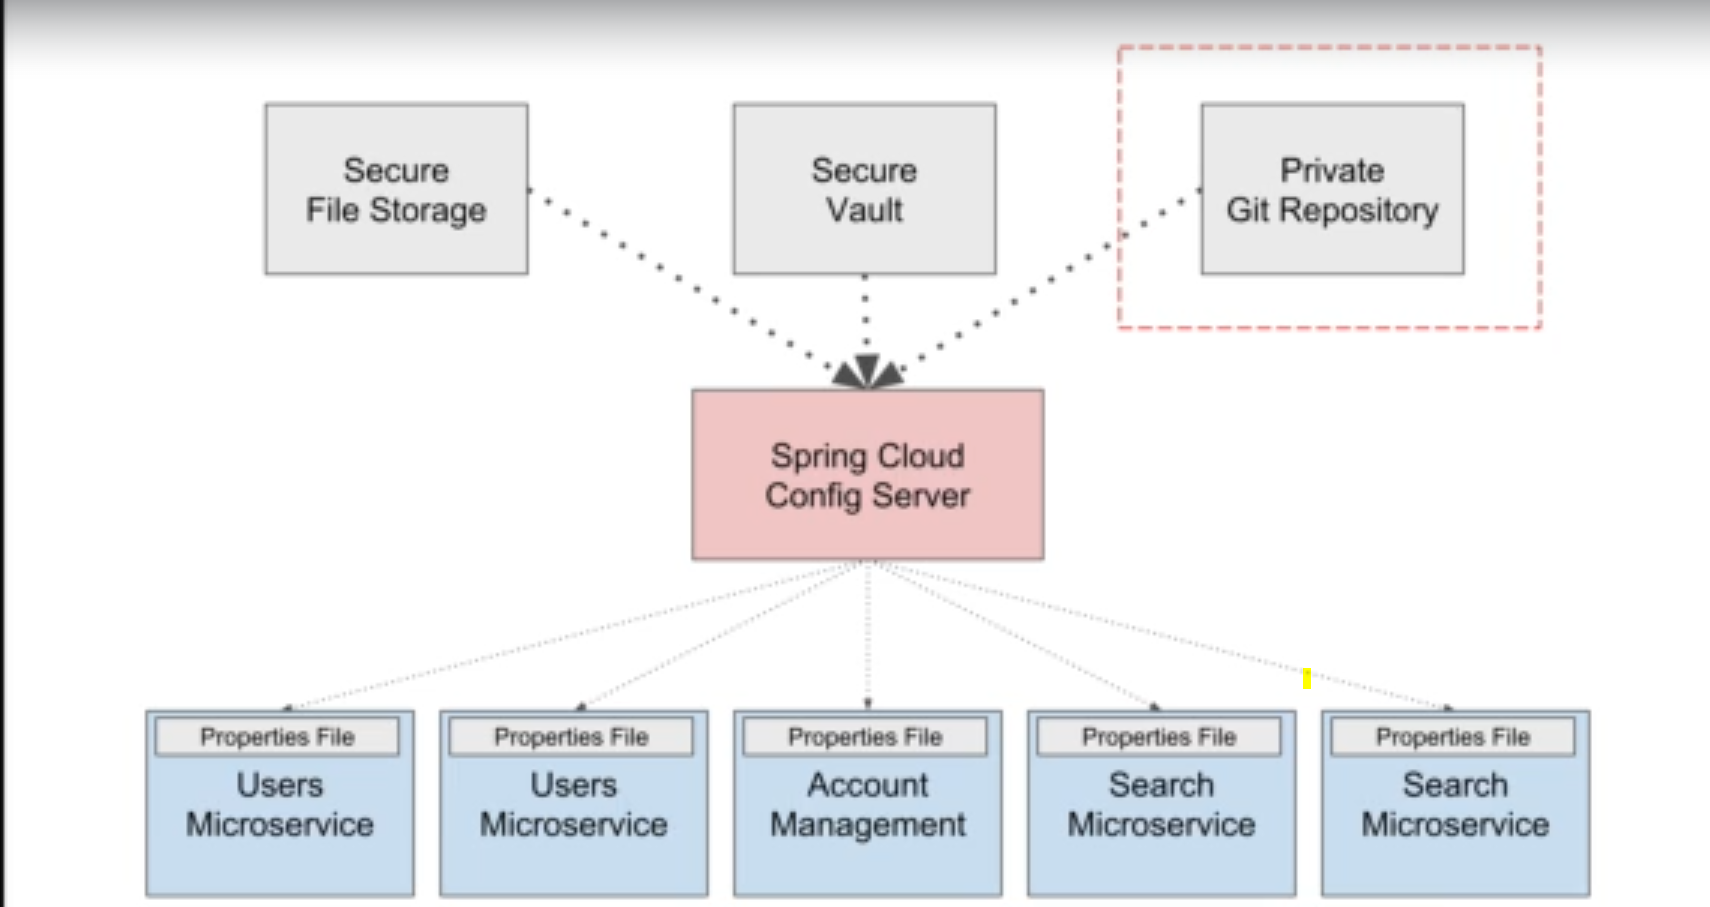 Secure
File Storage
Secure
Vault
Private
Git Repository
Spring Cloud
Config Server
Properties File
Users
Microservice
Properties File
Users
Microservice
Properties File
Account
Management
Properties File
Search
Microservice
Properties File
Search
Microservice